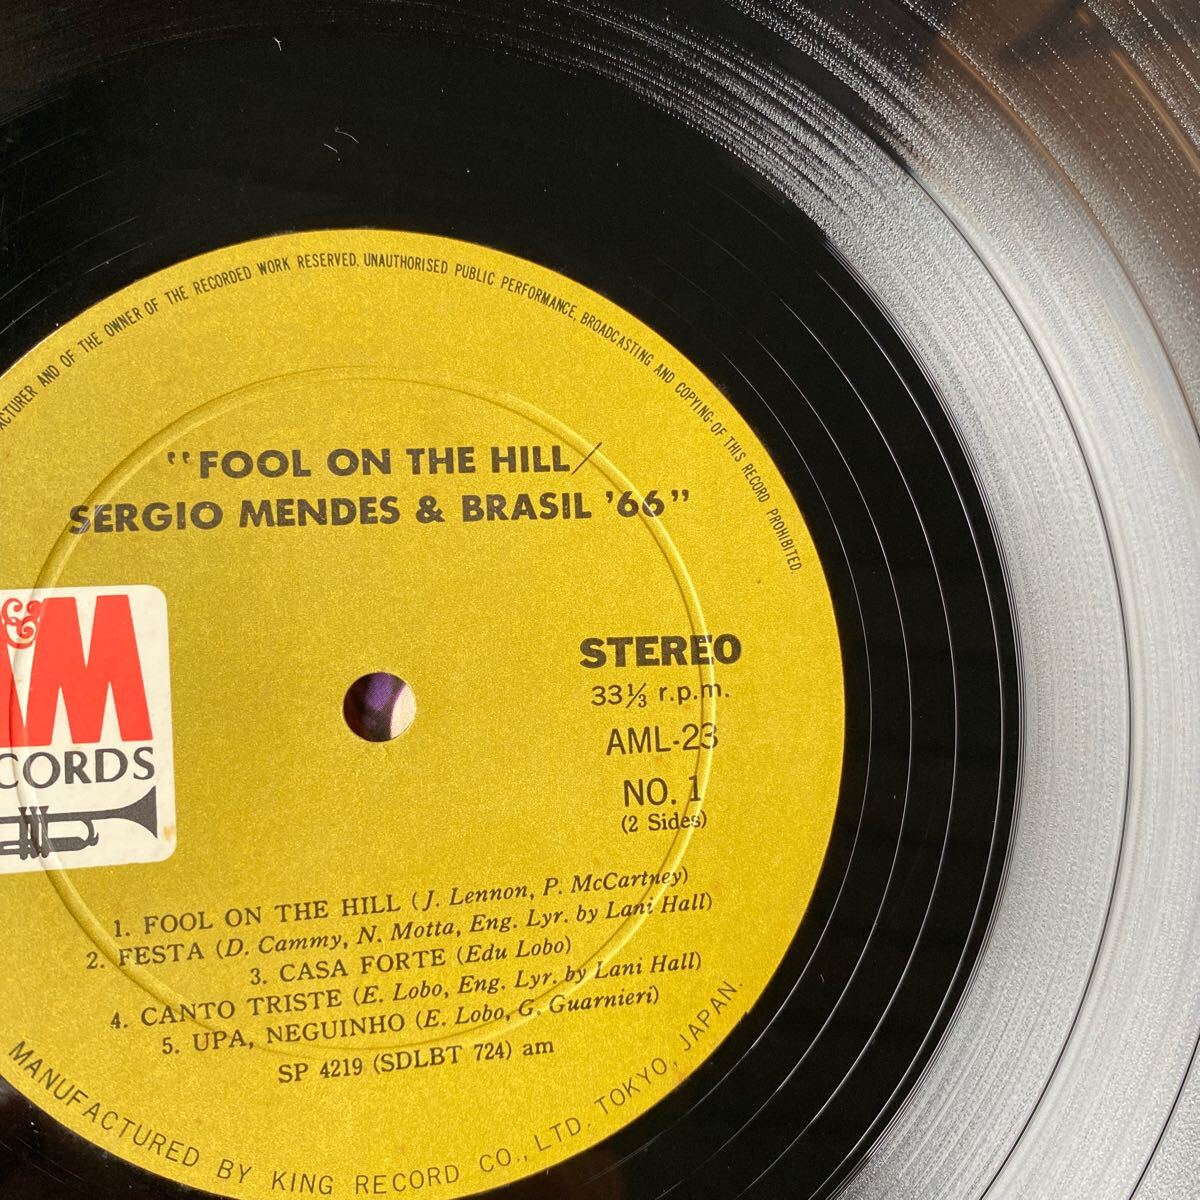 ACTURER AND OF THE OWNER OF THE RECORDED WORK RESERVED. UNAUTHORISED PUBLIC PERFORMANCE, BROADCASTING AND COPYING OF THIS RECORD PROHIBITED.
"FOOL ON THE HILL/
SERGIO MENDES & BRASIL '66"
&M
CORDS
STEREO
33⅓ r.p.m.
AML-23
NO. 1
(2 Sides)
1. FOOL ON THE HILL (J. Lennon, P. McCartney)
2. FESTA (D. Cammy, N. Motta, Eng. Lyr. by Lani Hall)
3. CASA FORTE (Edu Lobo)
4. CANTO TRISTE (E. Lobo, Eng. Lyr. by Lani Hall)
5. UPA, NEGUINHO (E. Lobo, G. Guarnieri)
SP 4219 (SDLBT 724) am
MANUFACTURED BY KING RECORD CO., LTD. TOKYO, JAPAN.